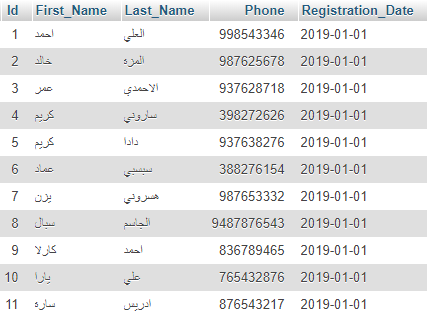 Id First_Name Last_Name Phone Registration_Date
1 احمد العلي 998543346 2019-01-01
2 خالد المزه 987625678 2019-01-01
3 عمر الاحمدي 937628718 2019-01-01
4 كريم ساروني 398272626 2019-01-01
5 كريم دادا 937638276 2019-01-01
6 عماد سبسبي 388276154 2019-01-01
7 يزن هسروني 987653332 2019-01-01
8 سبال الجاسم 9487876543 2019-01-01
9 كارلا احمد 836789465 2019-01-01
10 يارا علي 765432876 2019-01-01
11 ساره ادريس 876543217 2019-01-01